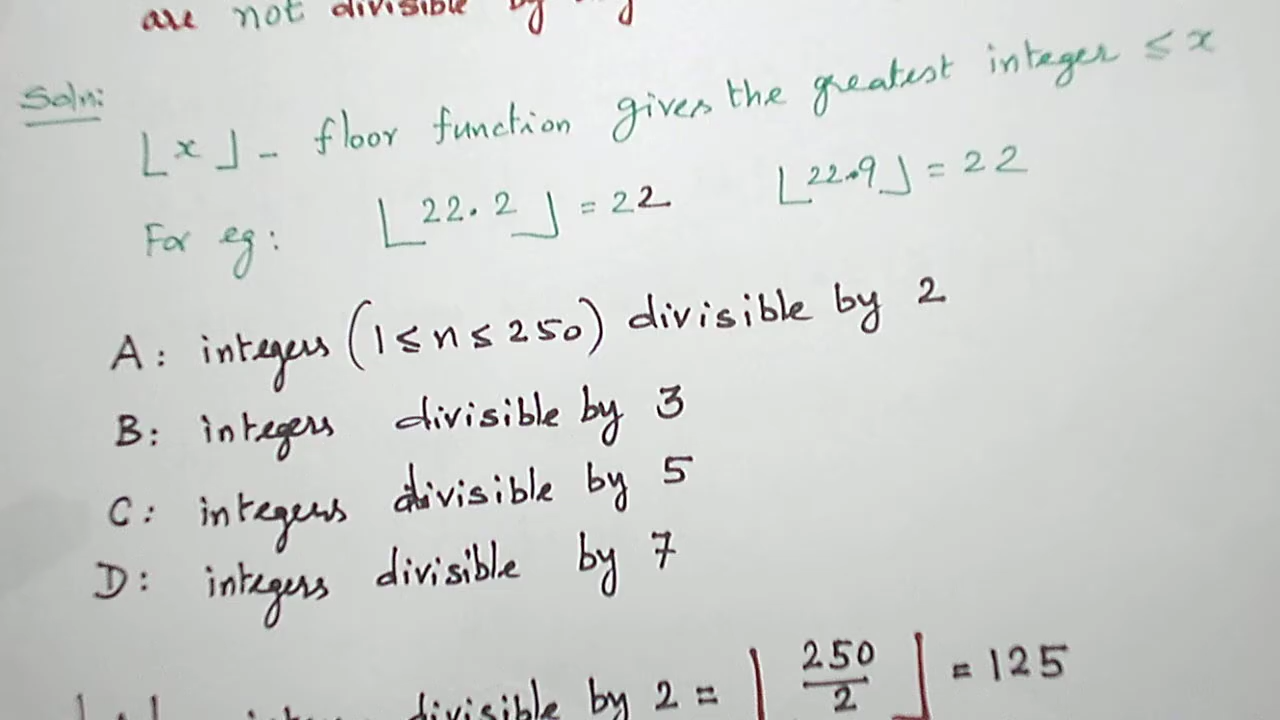 are not divisible by
Soln:
⌊x⌋ - floor function gives the greatest integer ≤ x
For eg: ⌊22.2⌋ = 22 ⌊22.9⌋ = 22
A: integers (1 ≤ n ≤ 250) divisible by 2
B: integers divisible by 3
C: integers divisible by 5
D: integers divisible by 7
divisible by 2 = ⌊250/2⌋ = 125